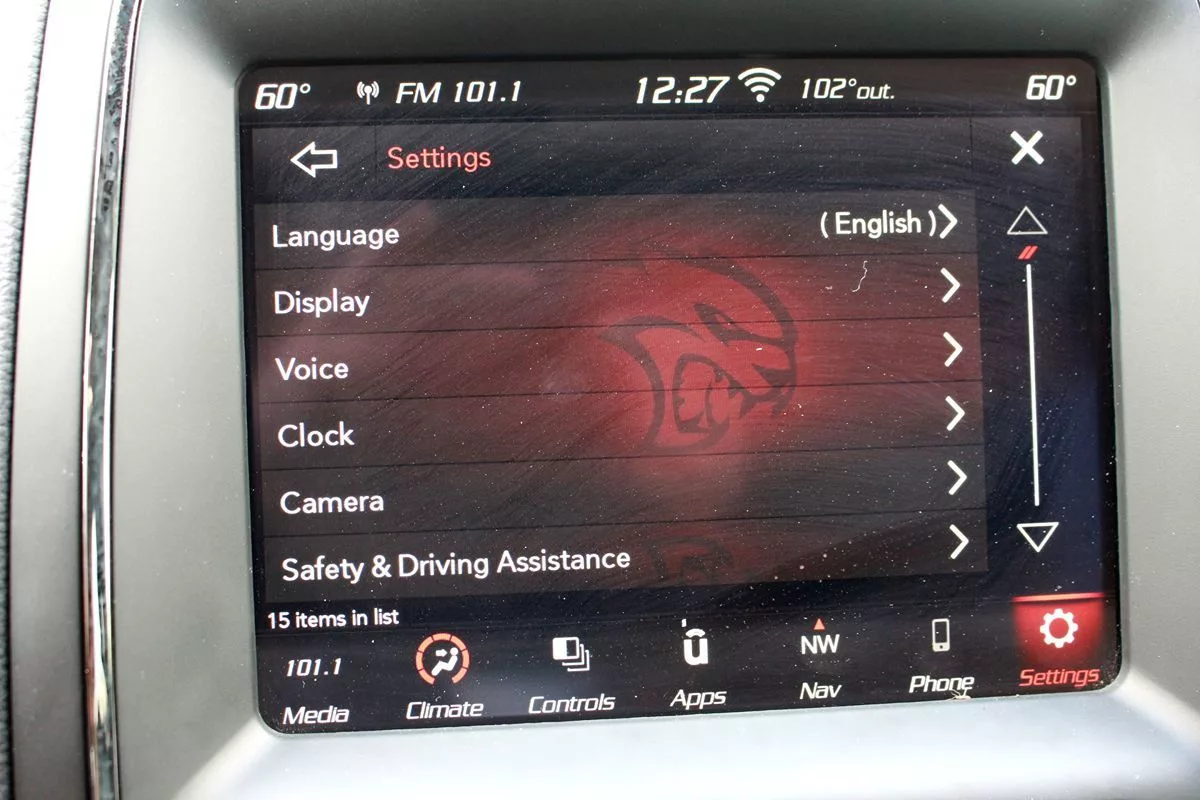 60° FM 101.1 12:27 102°out. 60°
Settings
Language (English)
Display
Voice
Clock
Camera
Safety & Driving Assistance
15 items in list
101.1 û NW
Media Climate Controls Apps Nav Phone Settings